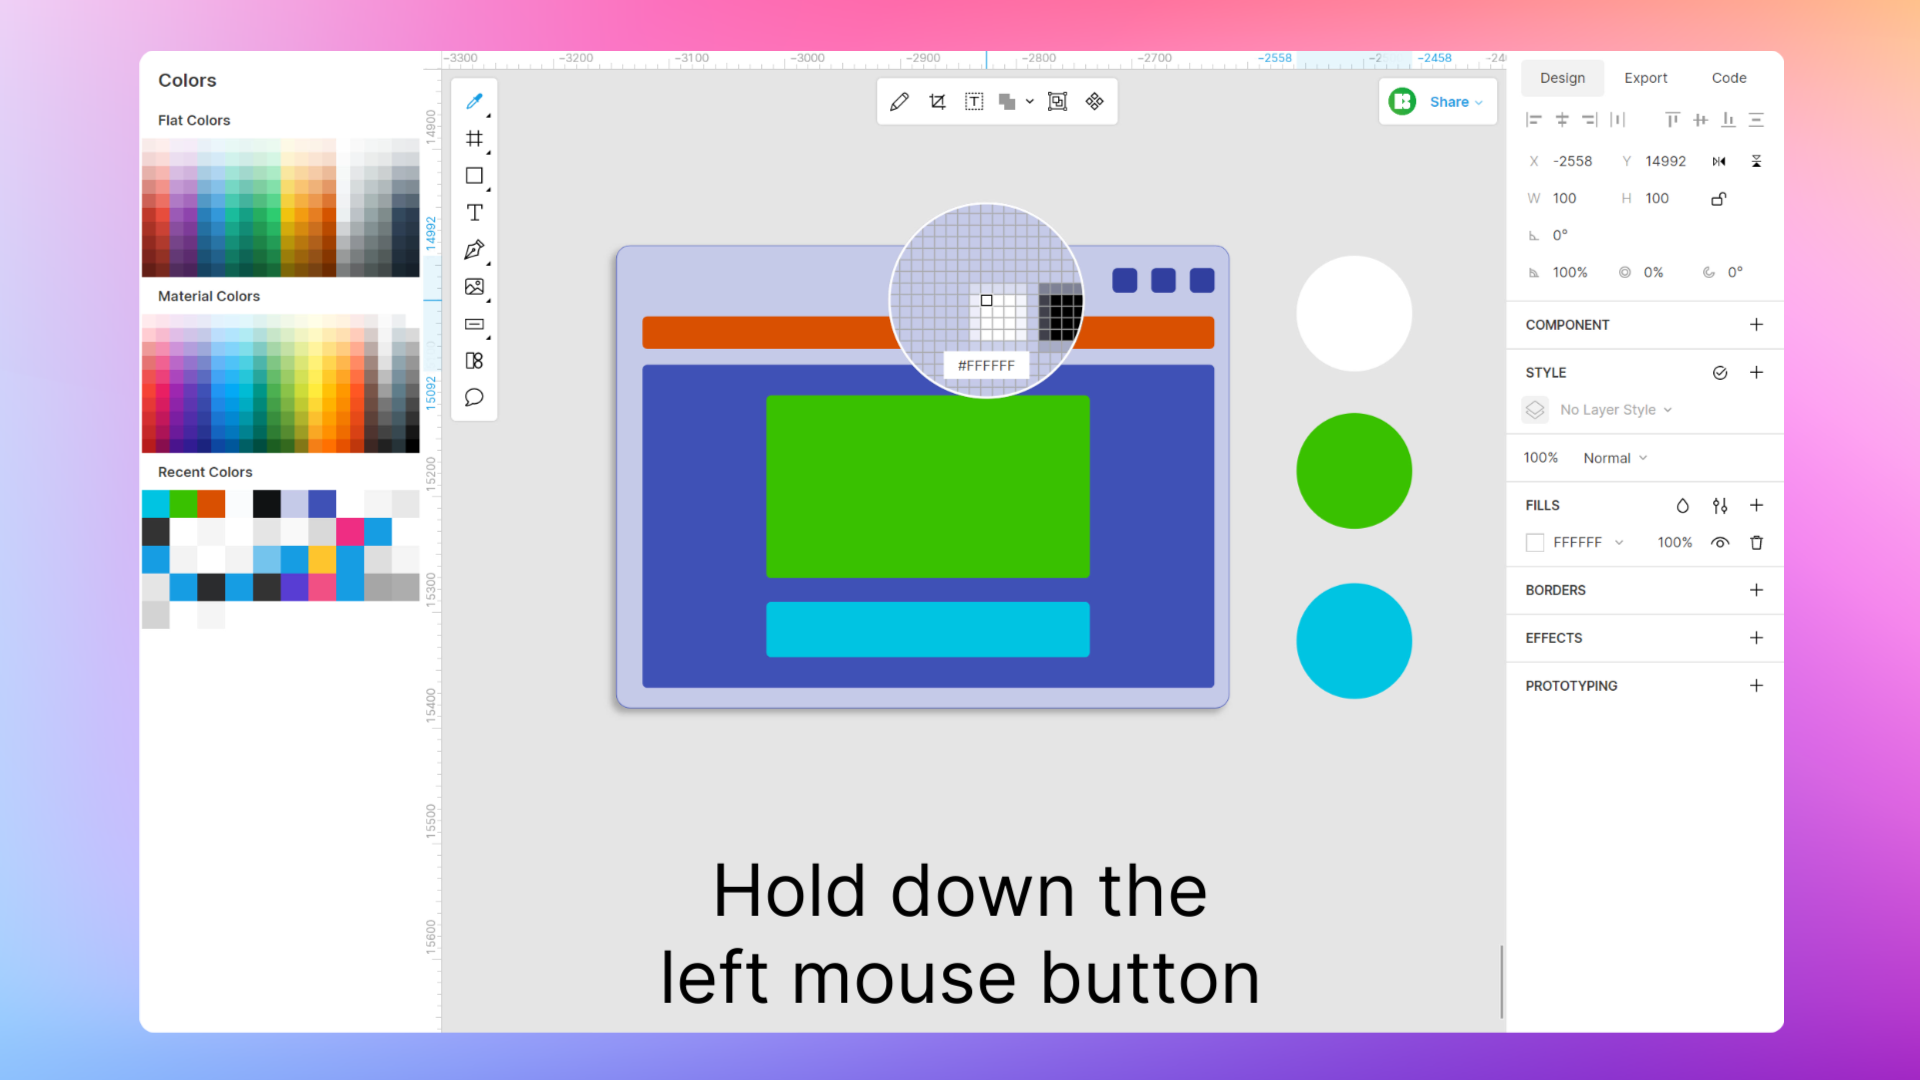 Colors
Flat Colors
Material Colors
Recent Colors
-3300 -3200 -3100 -3000 -2900 -2800 -2700 -2558 -2 -2458 -24
14900
14992
15092
15200
15300
15400
15500
15600
T
T
Share
#FFFFFF
Hold down the
left mouse button
Design Export Code
X -2558 Y 14992
W 100 H 100
0°
100% 0% 0°
COMPONENT
STYLE
No Layer Style
100% Normal
FILLS
FFFFFF 100%
BORDERS
EFFECTS
PROTOTYPING